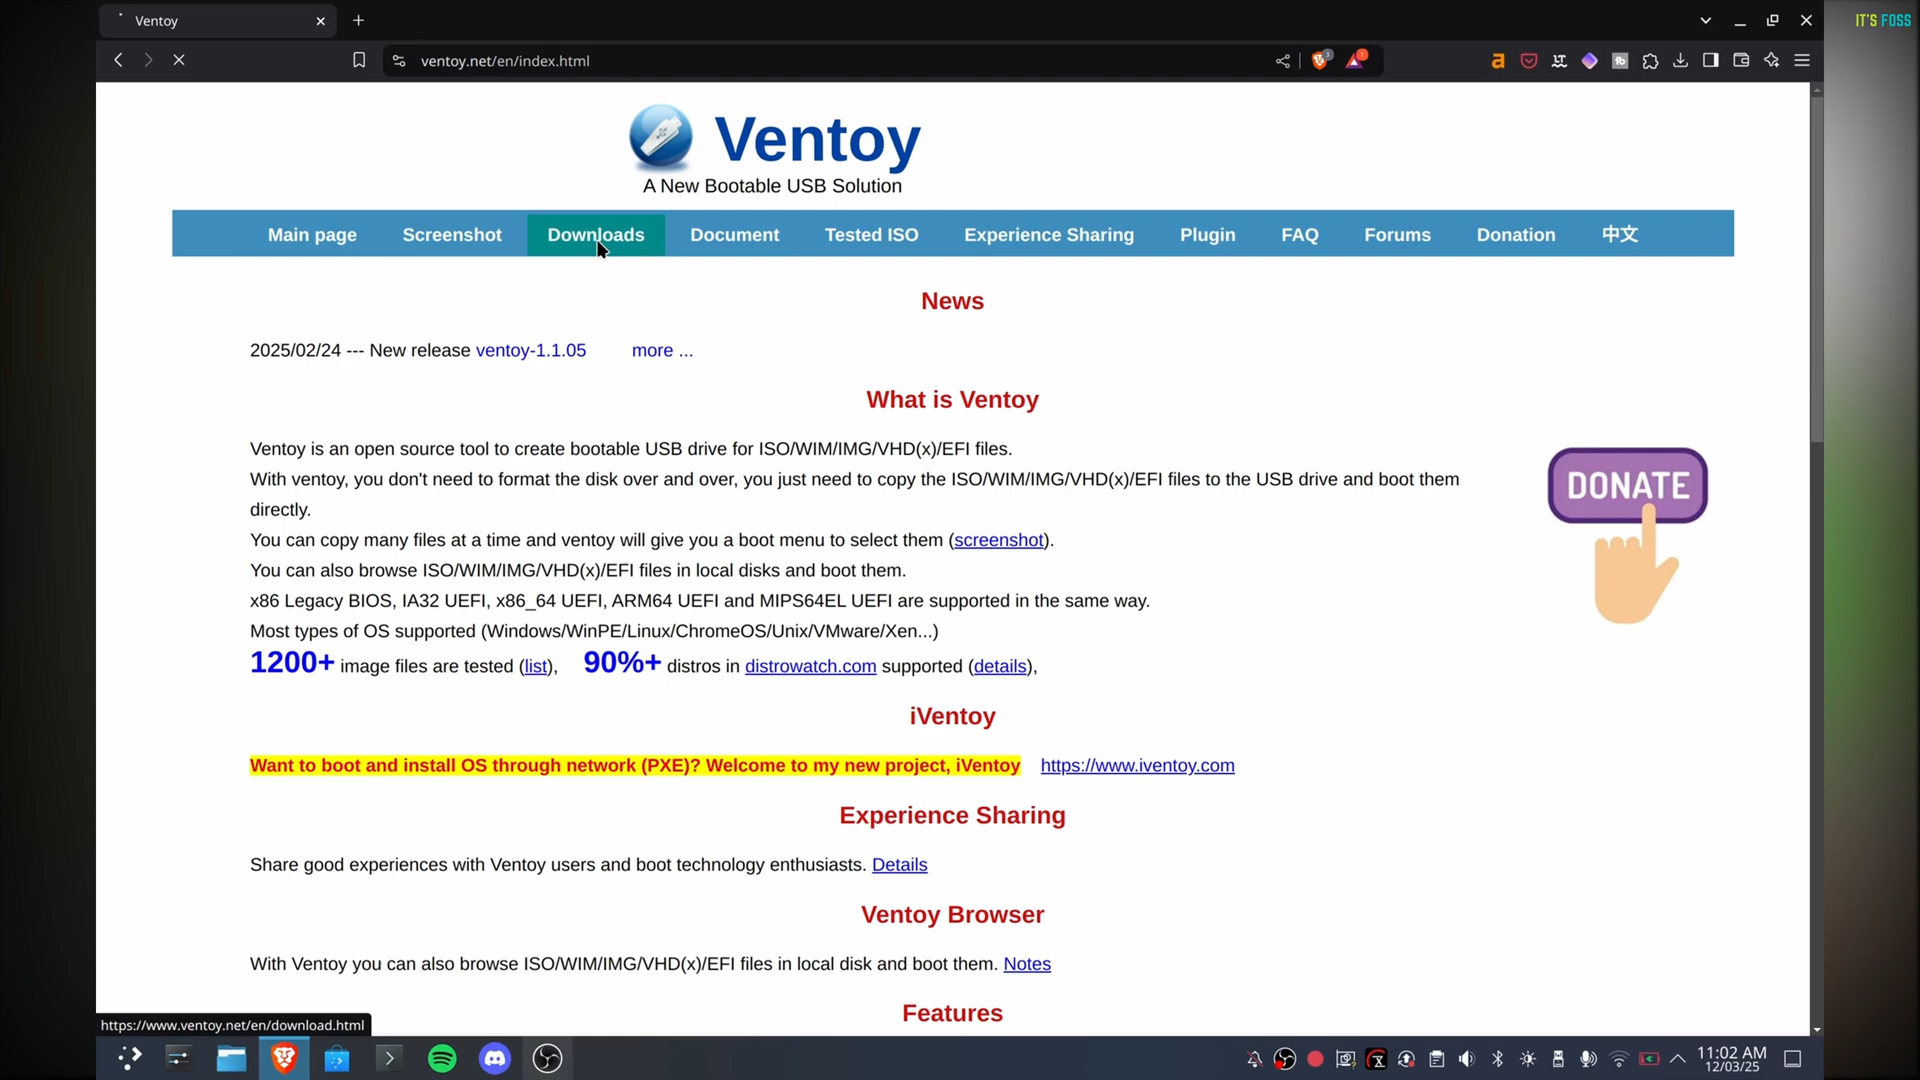 Ventoy
IT'S FOSS
ventoy.net/en/index.html
Ventoy
A New Bootable USB Solution
Main page
Screenshot
Downloads
Document
Tested ISO
Experience Sharing
Plugin
FAQ
Forums
Donation
中文
News
2025/02/24 --- New release ventoy-1.1.05 more ...
What is Ventoy
Ventoy is an open source tool to create bootable USB drive for ISO/WIM/IMG/VHD(x)/EFI files.
With ventoy, you don't need to format the disk over and over, you just need to copy the ISO/WIM/IMG/VHD(x)/EFI files to the USB drive and boot them
directly.
You can copy many files at a time and ventoy will give you a boot menu to select them (screenshot).
You can also browse ISO/WIM/IMG/VHD(x)/EFI files in local disks and boot them.
x86 Legacy BIOS, IA32 UEFI, x86_64 UEFI, ARM64 UEFI and MIPS64EL UEFI are supported in the same way.
Most types of OS supported (Windows/WinPE/Linux/ChromeOS/Unix/VMware/Xen...)
1200+ image files are tested (list), 90%+ distros in distrowatch.com supported (details),
DONATE
iVentoy
Want to boot and install OS through network (PXE)? Welcome to my new project, iVentoy https://www.iventoy.com
Experience Sharing
Share good experiences with Ventoy users and boot technology enthusiasts. Details
Ventoy Browser
With Ventoy you can also browse ISO/WIM/IMG/VHD(x)/EFI files in local disk and boot them. Notes
Features
https://www.ventoy.net/en/download.html
11:02 AM
12/03/25